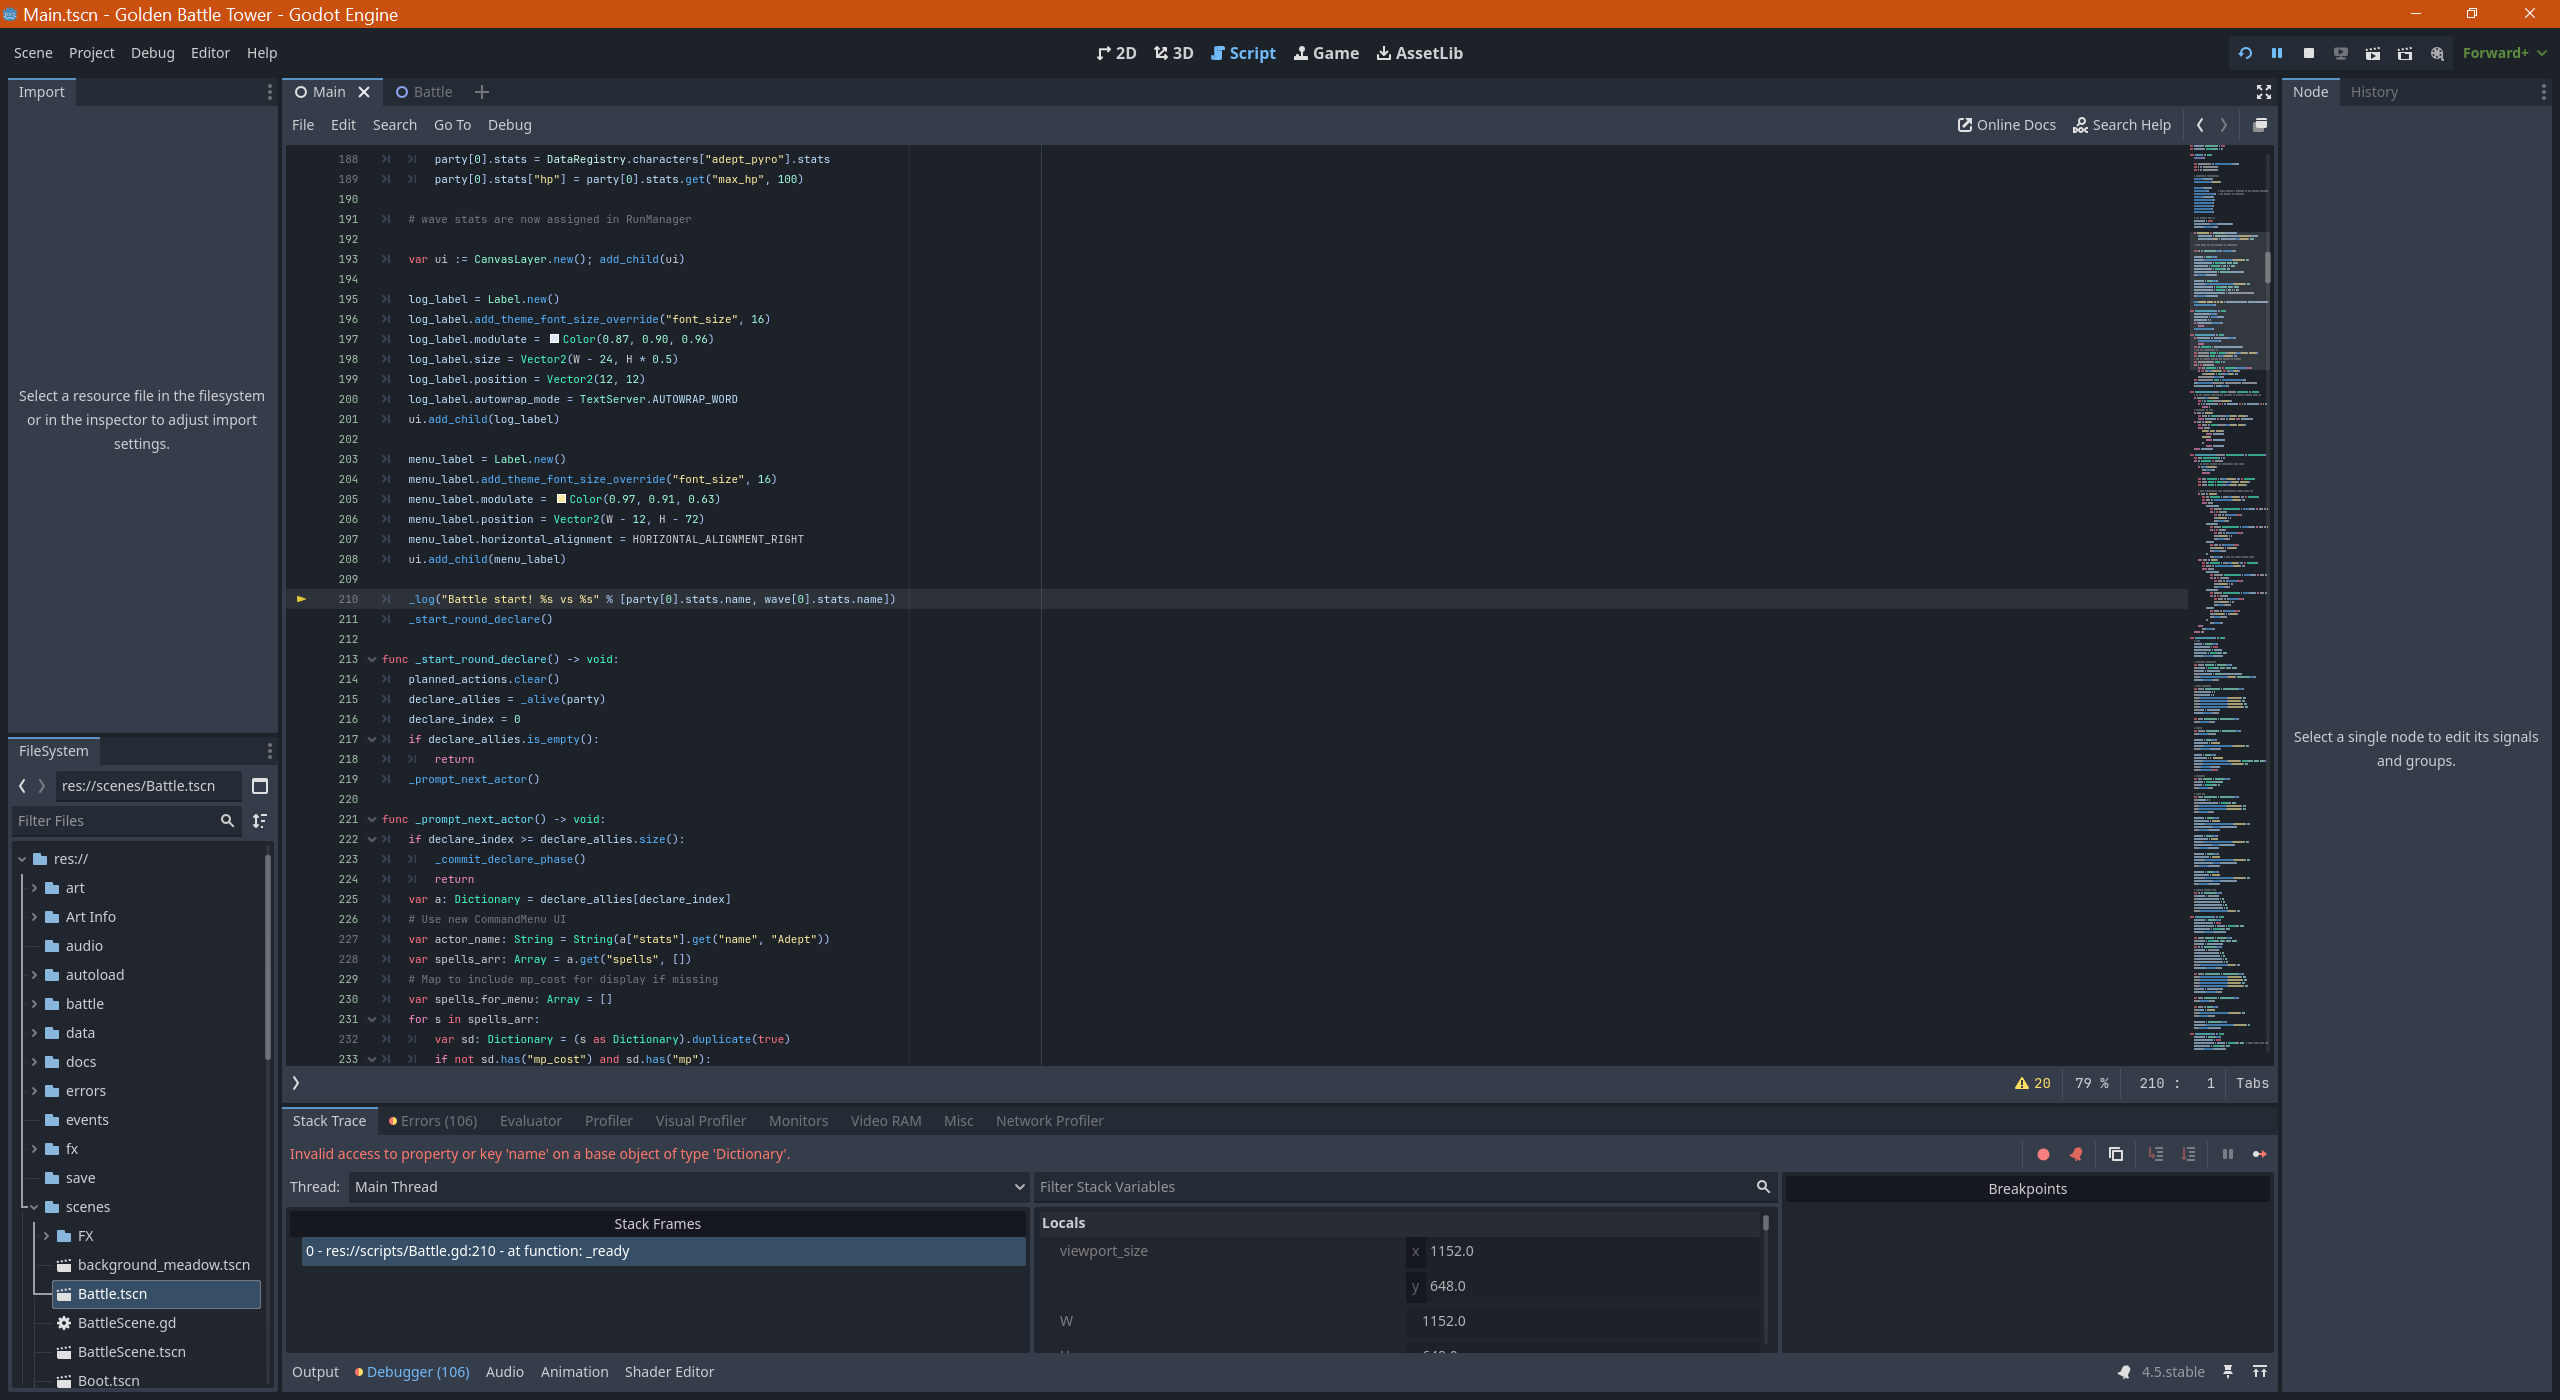 Main.tscn - Golden Battle Tower - Godot Engine
Scene Project Debug Editor Help
2D 3D Script Game AssetLib
Forward+
Import
Select a resource file in the filesystem
or in the inspector to adjust import
settings.
FileSystem
res://scenes/Battle.tscn
Filter Files
res://
art
Art Info
audio
autoload
battle
data
docs
errors
events
fx
save
scenes
FX
background_meadow.tscn
Battle.tscn
BattleScene.gd
BattleScene.tscn
Boot.tscn
Main Battle
File Edit Search Go To Debug
Online Docs Search Help
188 party[0].stats = DataRegistry.characters["adept_pyro"].stats
189 party[0].stats["hp"] = party[0].stats.get("max_hp", 100)
190
191 # wave stats are now assigned in RunManager
192
193 var ui := CanvasLayer.new(); add_child(ui)
194
195 log_label = Label.new()
196 log_label.add_theme_font_size_override("font_size", 16)
197 log_label.modulate = Color(0.87, 0.90, 0.96)
198 log_label.size = Vector2(W - 24, H * 0.5)
199 log_label.position = Vector2(12, 12)
200 log_label.autowrap_mode = TextServer.AUTOWRAP_WORD
201 ui.add_child(log_label)
202
203 menu_label = Label.new()
204 menu_label.add_theme_font_size_override("font_size", 16)
205 menu_label.modulate = Color(0.97, 0.91, 0.63)
206 menu_label.position = Vector2(W - 12, H - 72)
207 menu_label.horizontal_alignment = HORIZONTAL_ALIGNMENT_RIGHT
208 ui.add_child(menu_label)
209
210 _log("Battle start! %s vs %s" % [party[0].stats.name, wave[0].stats.name])
211 _start_round_declare()
212
213 func _start_round_declare() -> void:
214 planned_actions.clear()
215 declare_allies = _alive(party)
216 declare_index = 0
217 if declare_allies.is_empty():
218 return
219 _prompt_next_actor()
220
221 func _prompt_next_actor() -> void:
222 if declare_index >= declare_allies.size():
223 _commit_declare_phase()
224 return
225 var a: Dictionary = declare_allies[declare_index]
226 # Use new CommandMenu UI
227 var actor_name: String = String(a["stats"].get("name", "Adept"))
228 var spells_arr: Array = a.get("spells", [])
229 # Map to include mp_cost for display if missing
230 var spells_for_menu: Array = []
231 for s in spells_arr:
232 var sd: Dictionary = (s as Dictionary).duplicate(true)
233 if not sd.has("mp_cost") and sd.has("mp"):
20 79 % 210 : 1 Tabs
Stack Trace Errors (106) Evaluator Profiler Visual Profiler Monitors Video RAM Misc Network Profiler
Invalid access to property or key 'name' on a base object of type 'Dictionary'.
Thread: Main Thread
Filter Stack Variables
Breakpoints
Stack Frames
0 - res://scripts/Battle.gd:210 - at function: _ready
Locals
viewport_size x 1152.0
y 648.0
W 1152.0
Output Debugger (106) Audio Animation Shader Editor
4.5.stable
Node History
Select a single node to edit its signals
and groups.